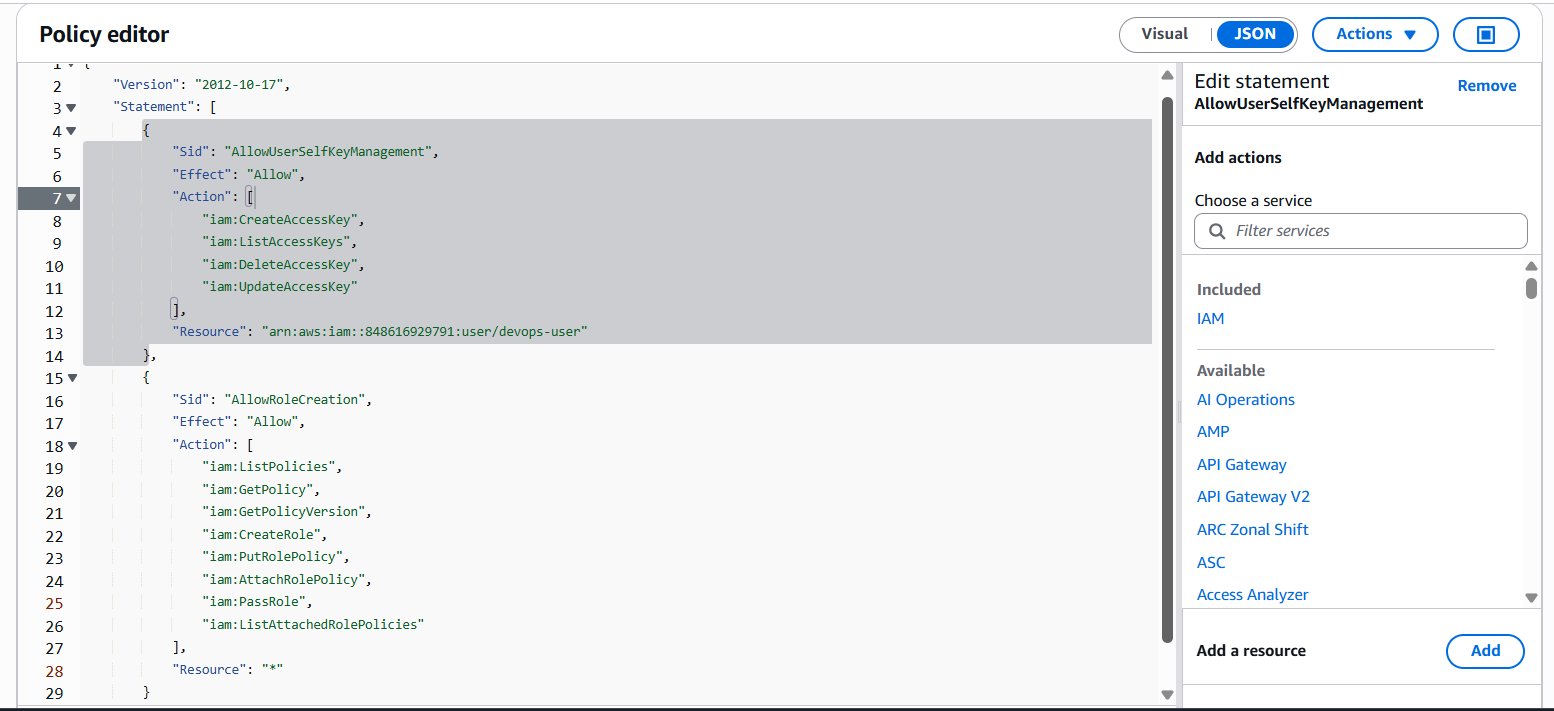 Policy editor
Visual
JSON
Actions
1 {
2 "Version": "2012-10-17",
3 "Statement": [
4 {
5 "Sid": "AllowUserSelfKeyManagement",
6 "Effect": "Allow",
7 "Action": [
8 "iam:CreateAccessKey",
9 "iam:ListAccessKeys",
10 "iam:DeleteAccessKey",
11 "iam:UpdateAccessKey"
12 ],
13 "Resource": "arn:aws:iam::848616929791:user/devops-user"
14 },
15 {
16 "Sid": "AllowRoleCreation",
17 "Effect": "Allow",
18 "Action": [
19 "iam:ListPolicies",
20 "iam:GetPolicy",
21 "iam:GetPolicyVersion",
22 "iam:CreateRole",
23 "iam:PutRolePolicy",
24 "iam:AttachRolePolicy",
25 "iam:PassRole",
26 "iam:ListAttachedRolePolicies"
27 ],
28 "Resource": "*"
29 }
Edit statement
Remove
AllowUserSelfKeyManagement
Add actions
Choose a service
Filter services
Included
IAM
Available
AI Operations
AMP
API Gateway
API Gateway V2
ARC Zonal Shift
ASC
Access Analyzer
Add a resource
Add